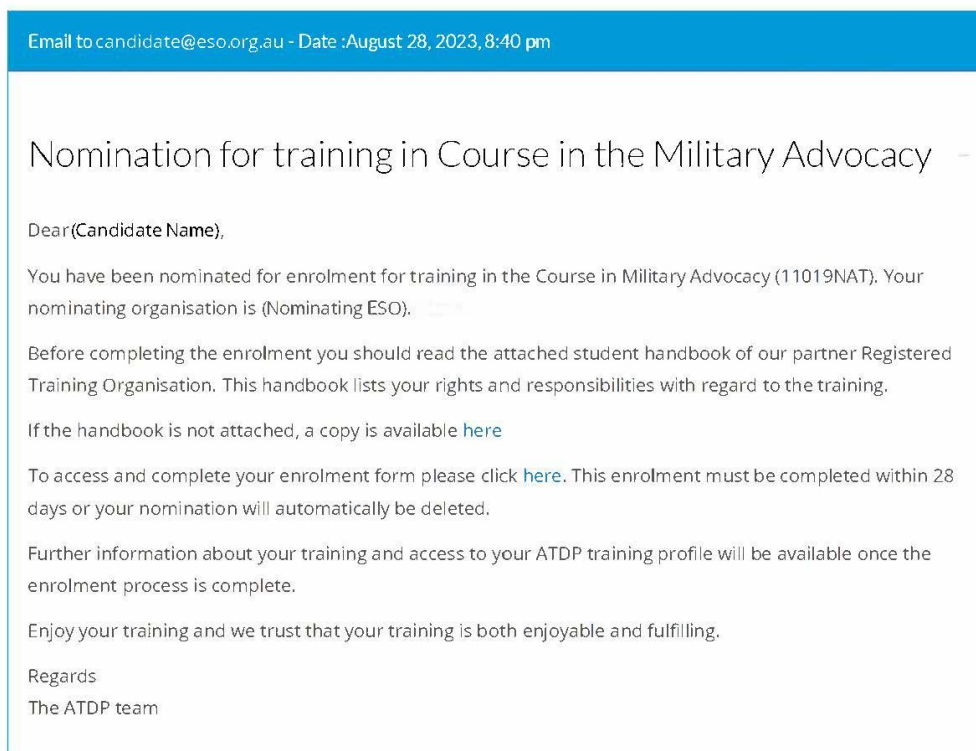 Email to candidate@eso.org.au - Date :August 28, 2023, 8:40 pm
Nomination for training in Course in the Military Advocacy
Dear (Candidate Name),
You have been nominated for enrolment for training in the Course in Military Advocacy (11019NAT). Your
nominating organisation is (Nominating ESO).
Before completing the enrolment you should read the attached student handbook of our partner Registered
Training Organisation. This handbook lists your rights and responsibilities with regard to the training.
If the handbook is not attached, a copy is available here
To access and complete your enrolment form please click here. This enrolment must be completed within 28
days or your nomination will automatically be deleted.
Further information about your training and access to your ATDP training profile will be available once the
enrolment process is complete.
Enjoy your training and we trust that your training is both enjoyable and fulfilling.
Regards
The ATDP team